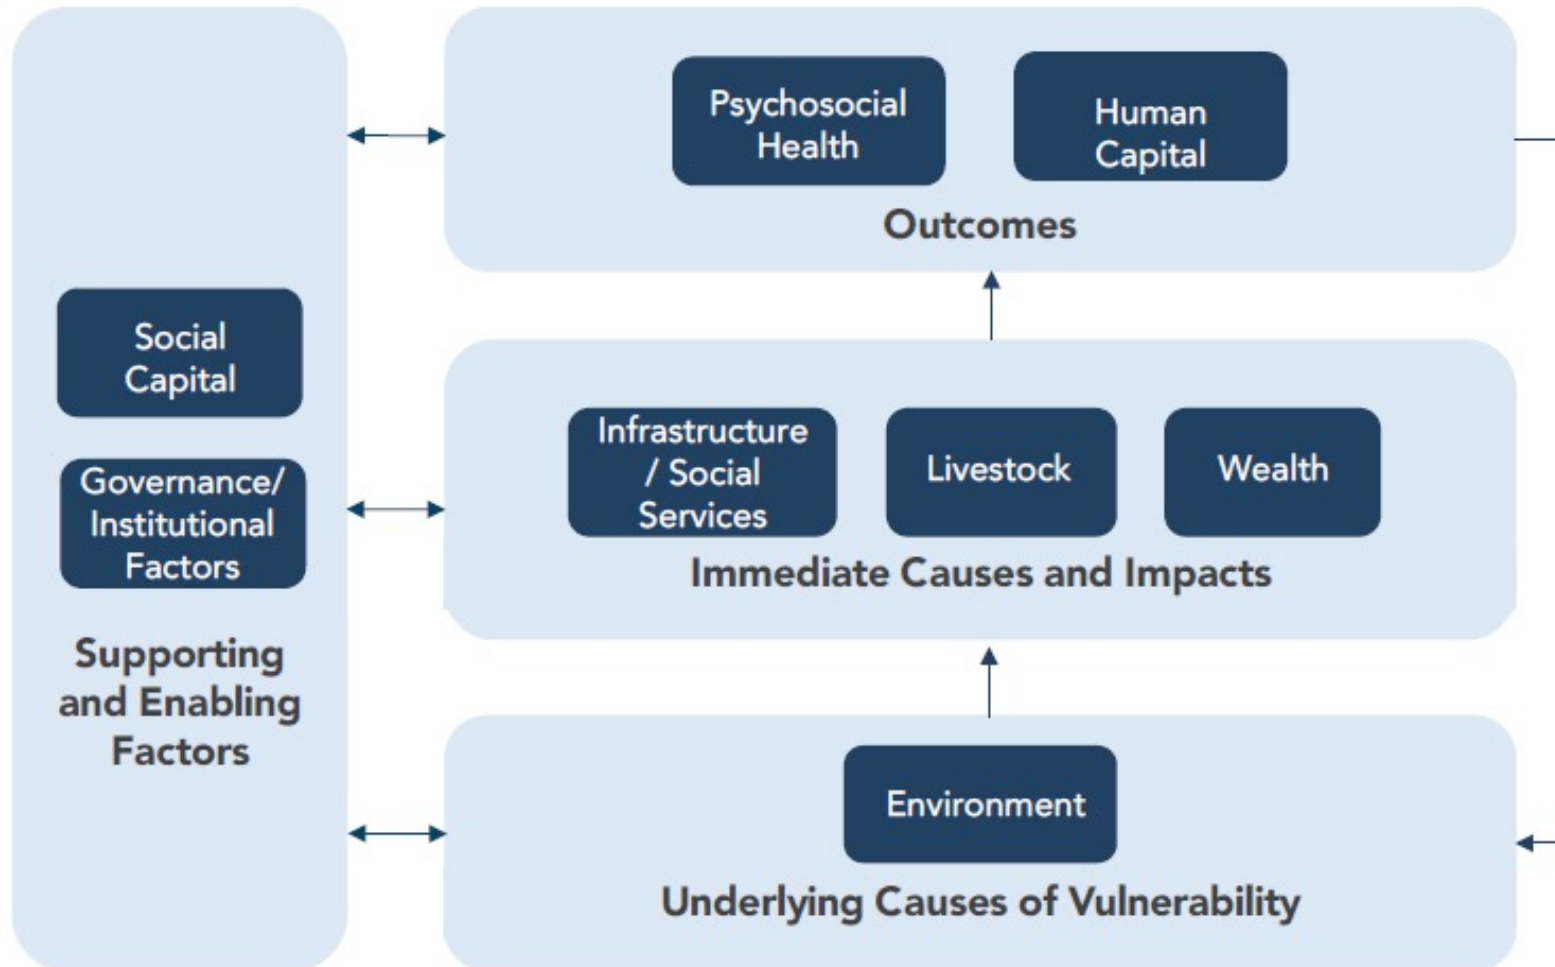 Psychosocial
Health
Human
Capital
Outcomes
Social
Capital
Governance/
Institutional
Factors
Supporting
and Enabling
Factors
Infrastructure
/ Social
Services
Livestock
Wealth
Immediate Causes and Impacts
Environment
Underlying Causes of Vulnerability